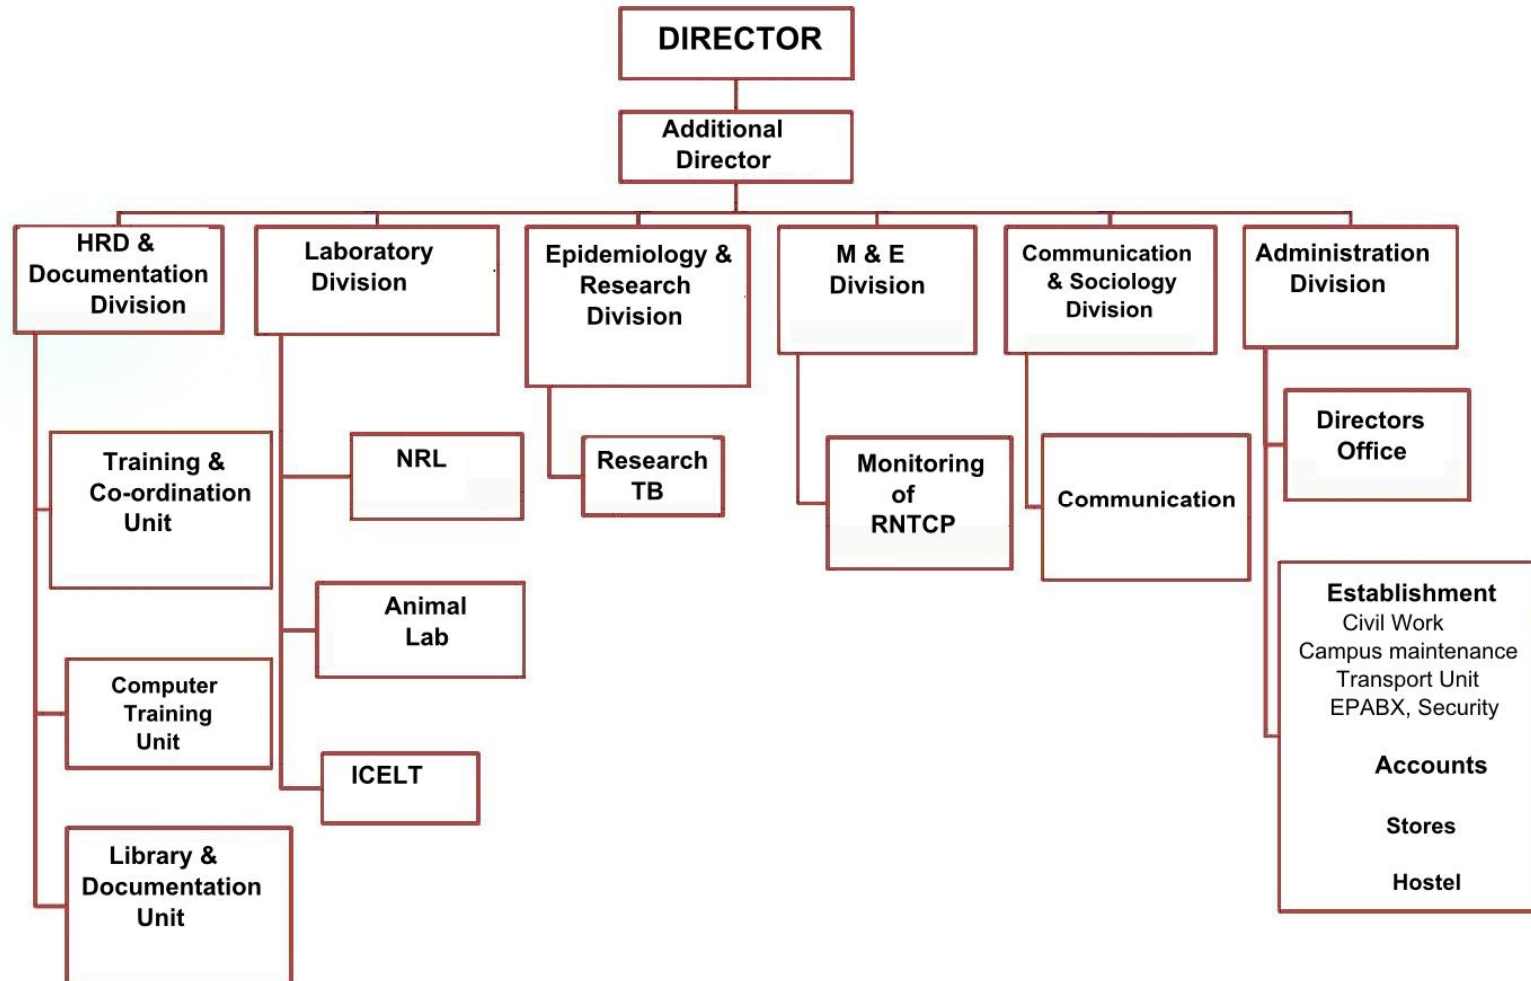 DIRECTOR
Additional
Director
HRD &
Documentation
Division
Laboratory
Division
Epidemiology &
Research
Division
M & E
Division
Communication
& Sociology
Division
Administration
Division
Training &
Co-ordination
Unit
Computer
Training
Unit
Library &
Documentation
Unit
NRL
Animal
Lab
ICELT
Research
TB
Monitoring
of
RNTCP
Communication
Directors
Office
Establishment
Civil Work
Campus maintenance
Transport Unit
EPABX, Security
Accounts
Stores
Hostel